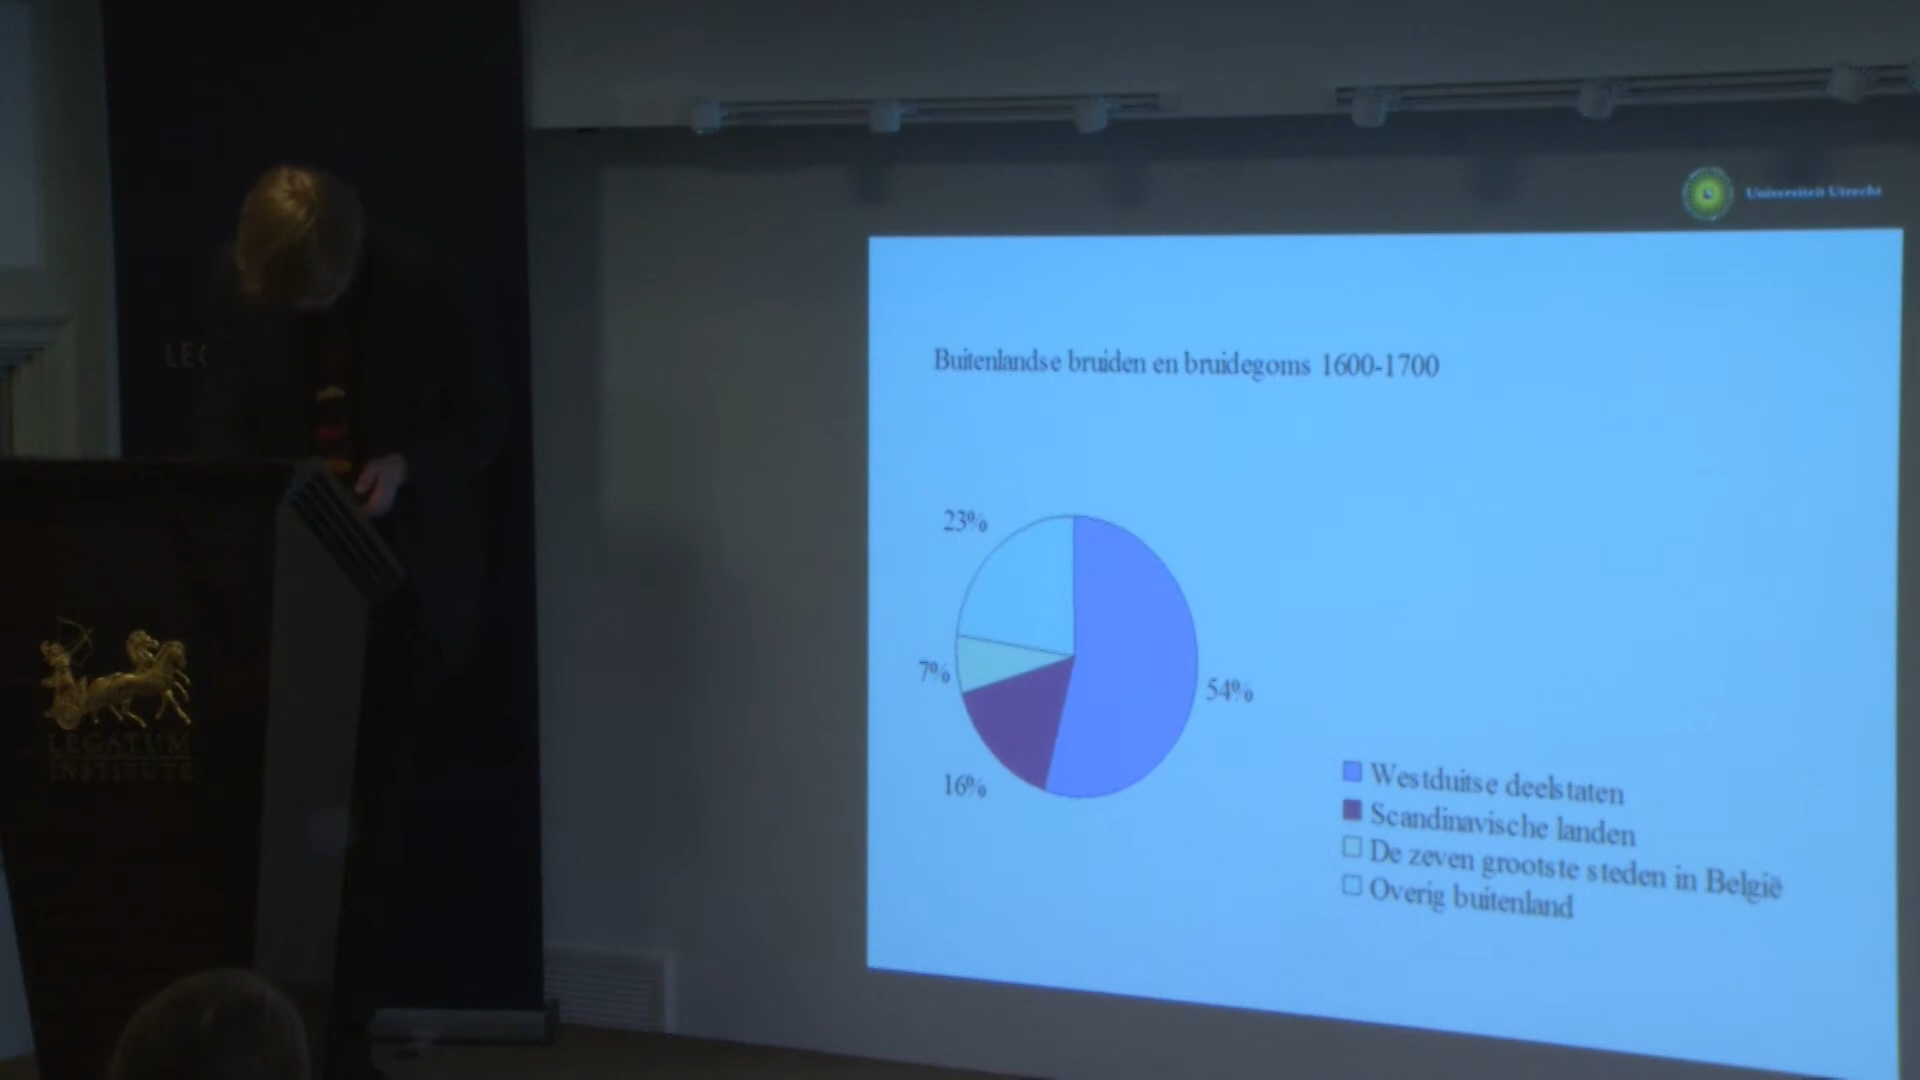 Universiteit Utrecht
LEG
Buitenlandse bruiden en bruidegoms 1600-1700
23%
7%
54%
16%
Westduitse deelstaten
Scandinavische landen
De zeven grootste steden in België
Overig buitenland
LEGATUM
INSTITUTE